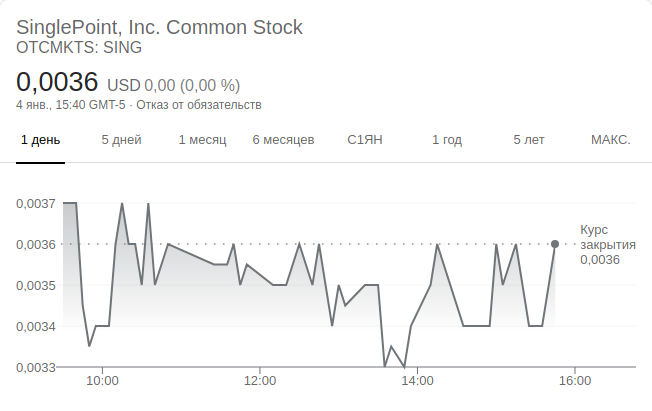 SinglePoint, Inc. Common Stock
OTCMKTS: SING
0,0036 USD 0,00 (0,00 %)
4 янв., 15:40 GMT-5 · Отказ от обязательств
1 день 5 дней 1 месяц 6 месяцев С1ЯН 1 год 5 лет МАКС.
0,0037
0,0036
0,0035
0,0034
0,0033
Курс
закрытия
0,0036
10:00 12:00 14:00 16:00